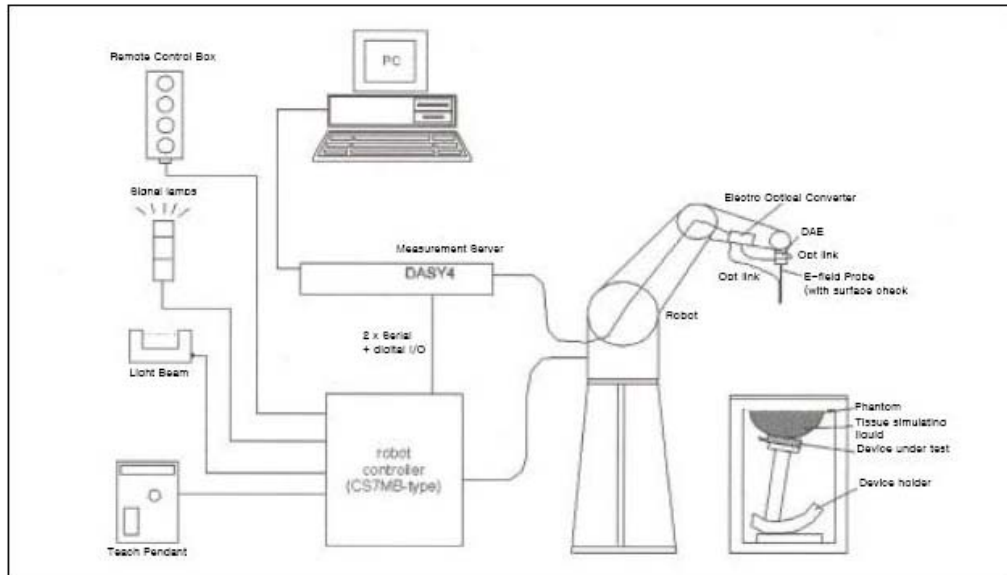 Remote Control Box
PC
Signal lamps
Electro Optical Converter
DAE
Opt link
Measurement Server
DASY4
Opt link
E-field Probe
(with surface check
Robot
2 x Serial
+ digital I/O
Light Beam
Phantom
Tissue simulating
liquid
Device under test
robot
controller
(CS7MB-type)
Device holder
Teach Pendant